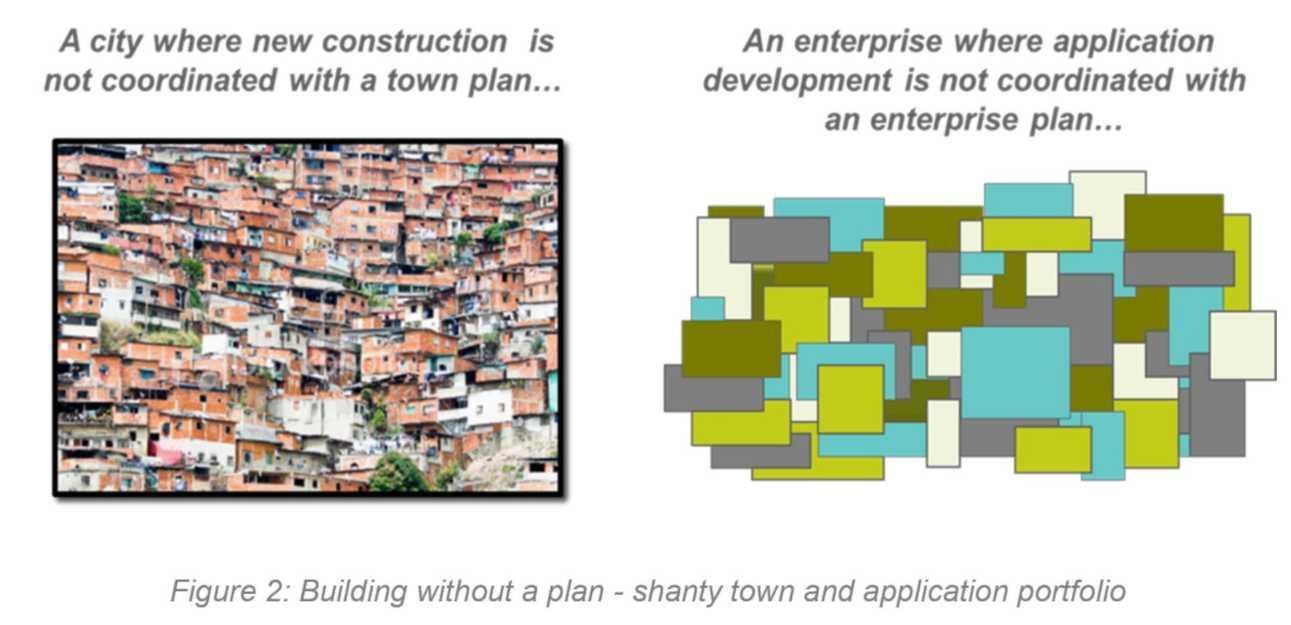 A city where new construction is
not coordinated with a town plan…
An enterprise where application
development is not coordinated with
an enterprise plan…
Figure 2: Building without a plan - shanty town and application portfolio